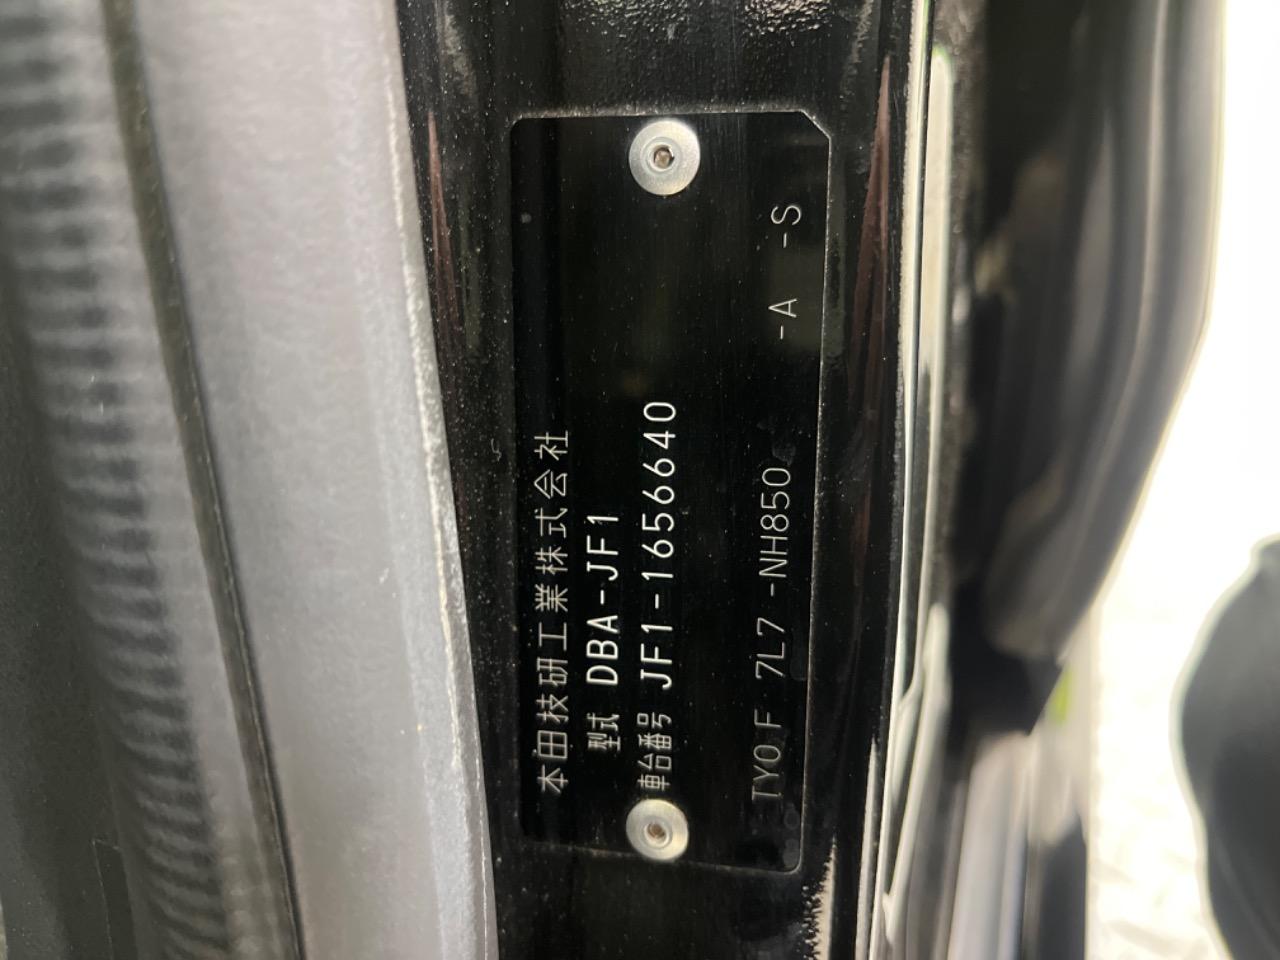 本田技研工業株式会社
型式 DBA-JF1
車台番号 JF1-1656640
TY0 F 7L7 -NH850 -A -S